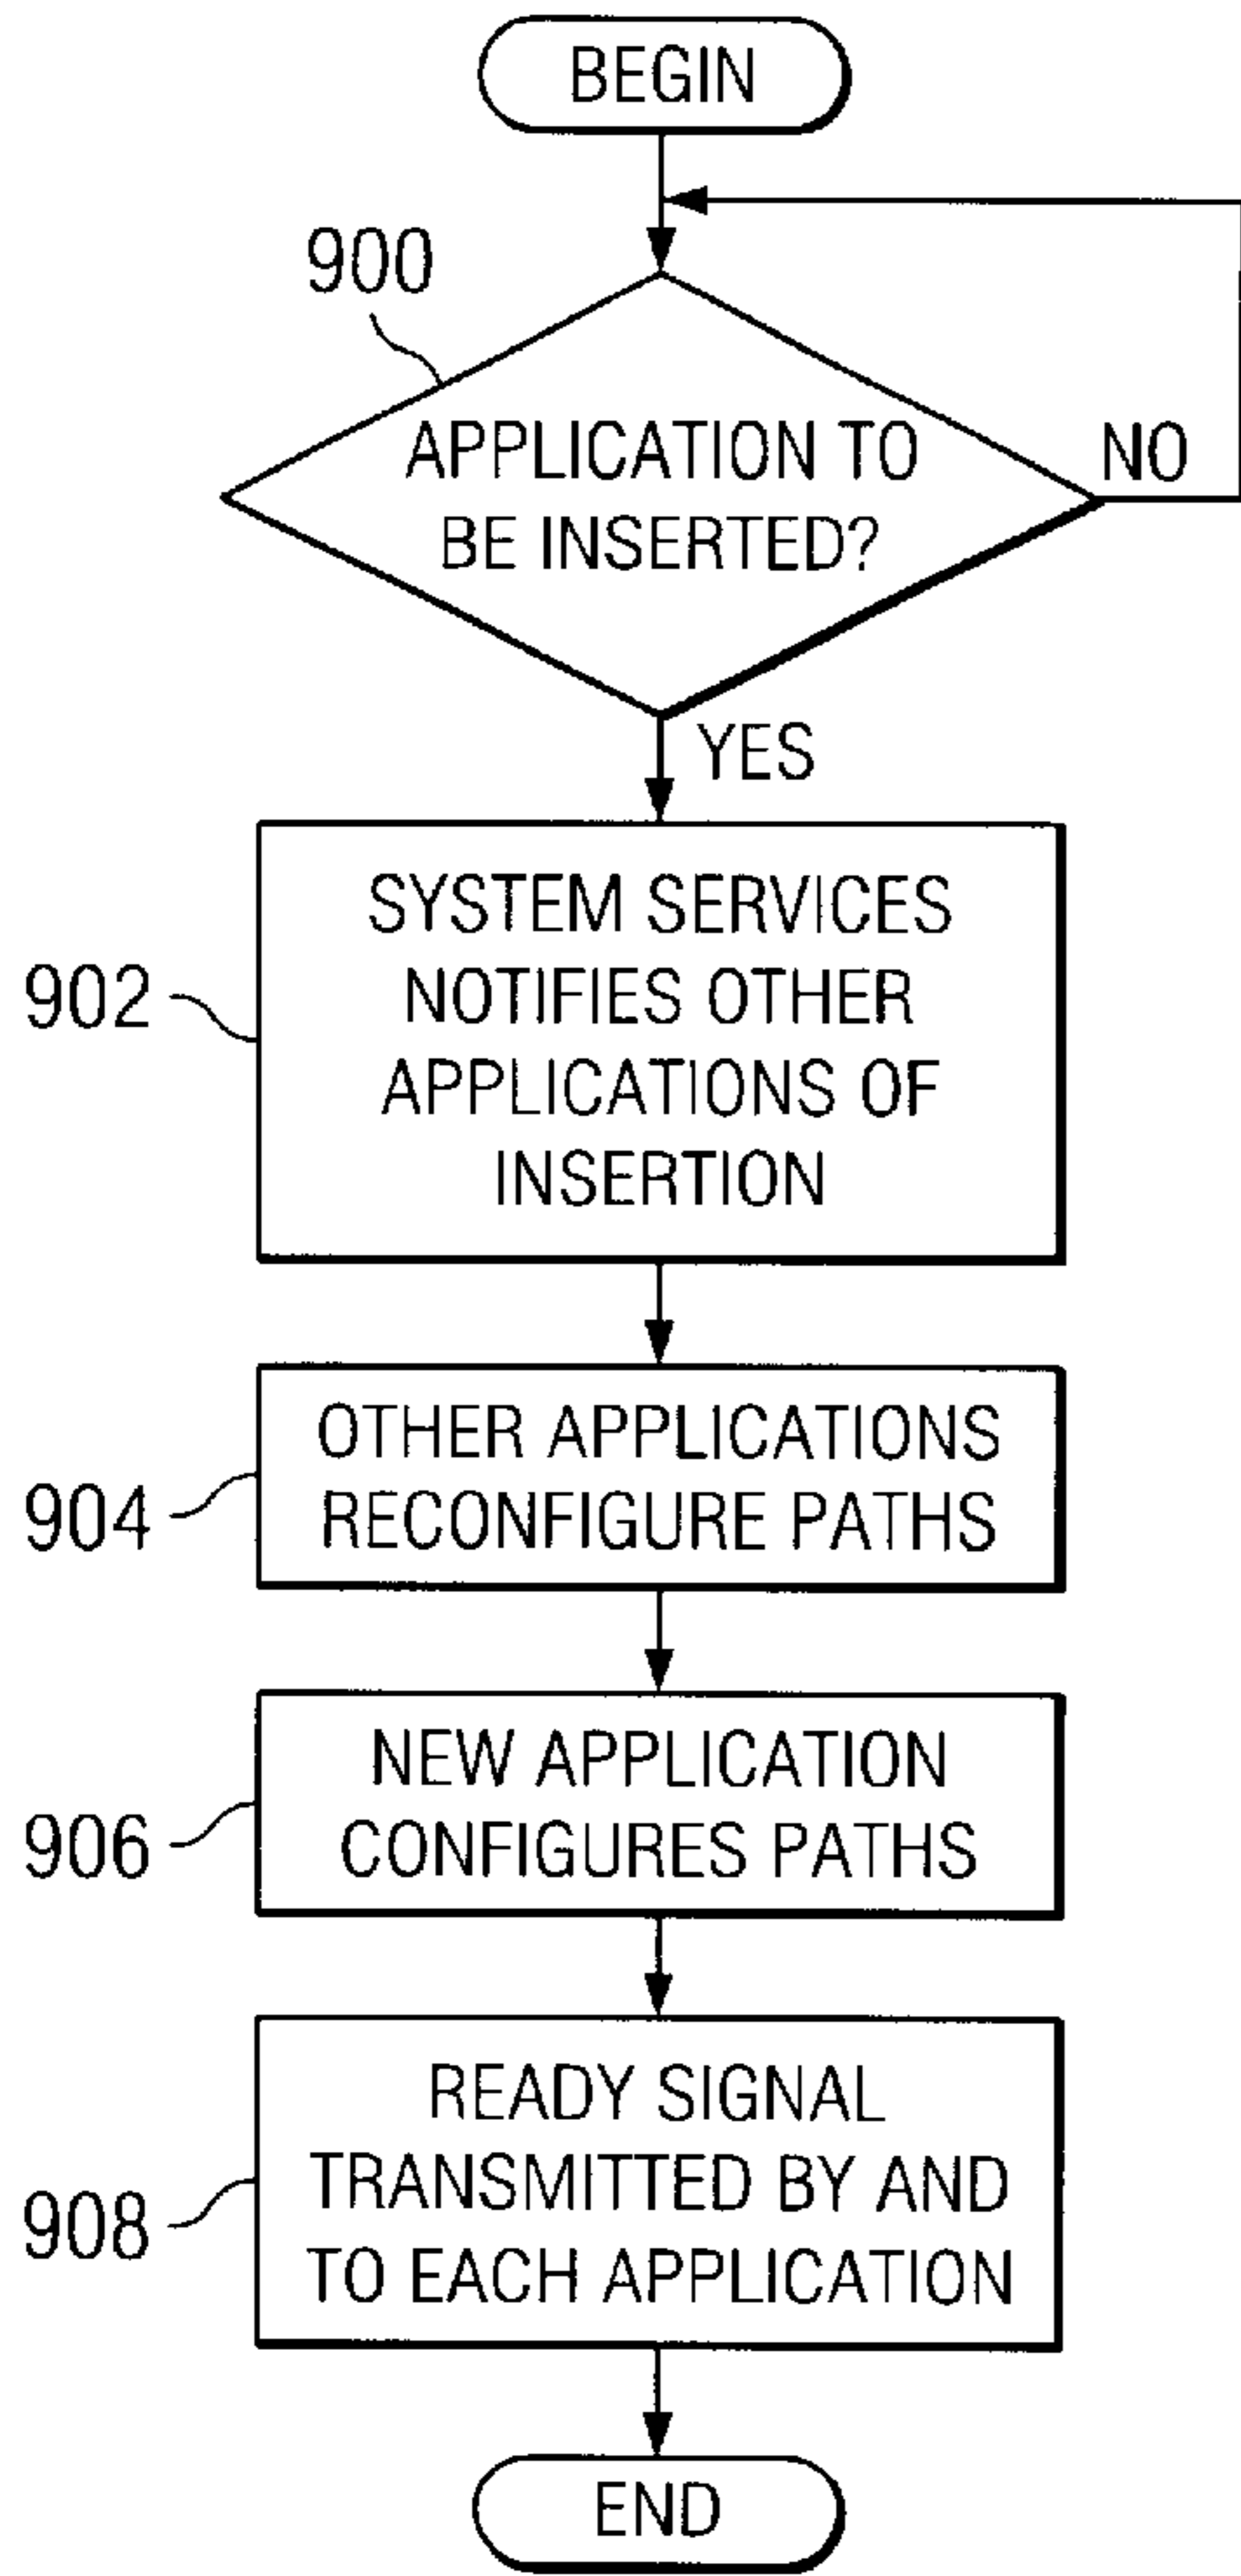 BEGIN
900
APPLICATION TO
BE INSERTED?
NO
YES
902
SYSTEM SERVICES
NOTIFIES OTHER
APPLICATIONS OF
INSERTION
904
OTHER APPLICATIONS
RECONFIGURE PATHS
906
NEW APPLICATION
CONFIGURES PATHS
908
READY SIGNAL
TRANSMITTED BY AND
TO EACH APPLICATION
END